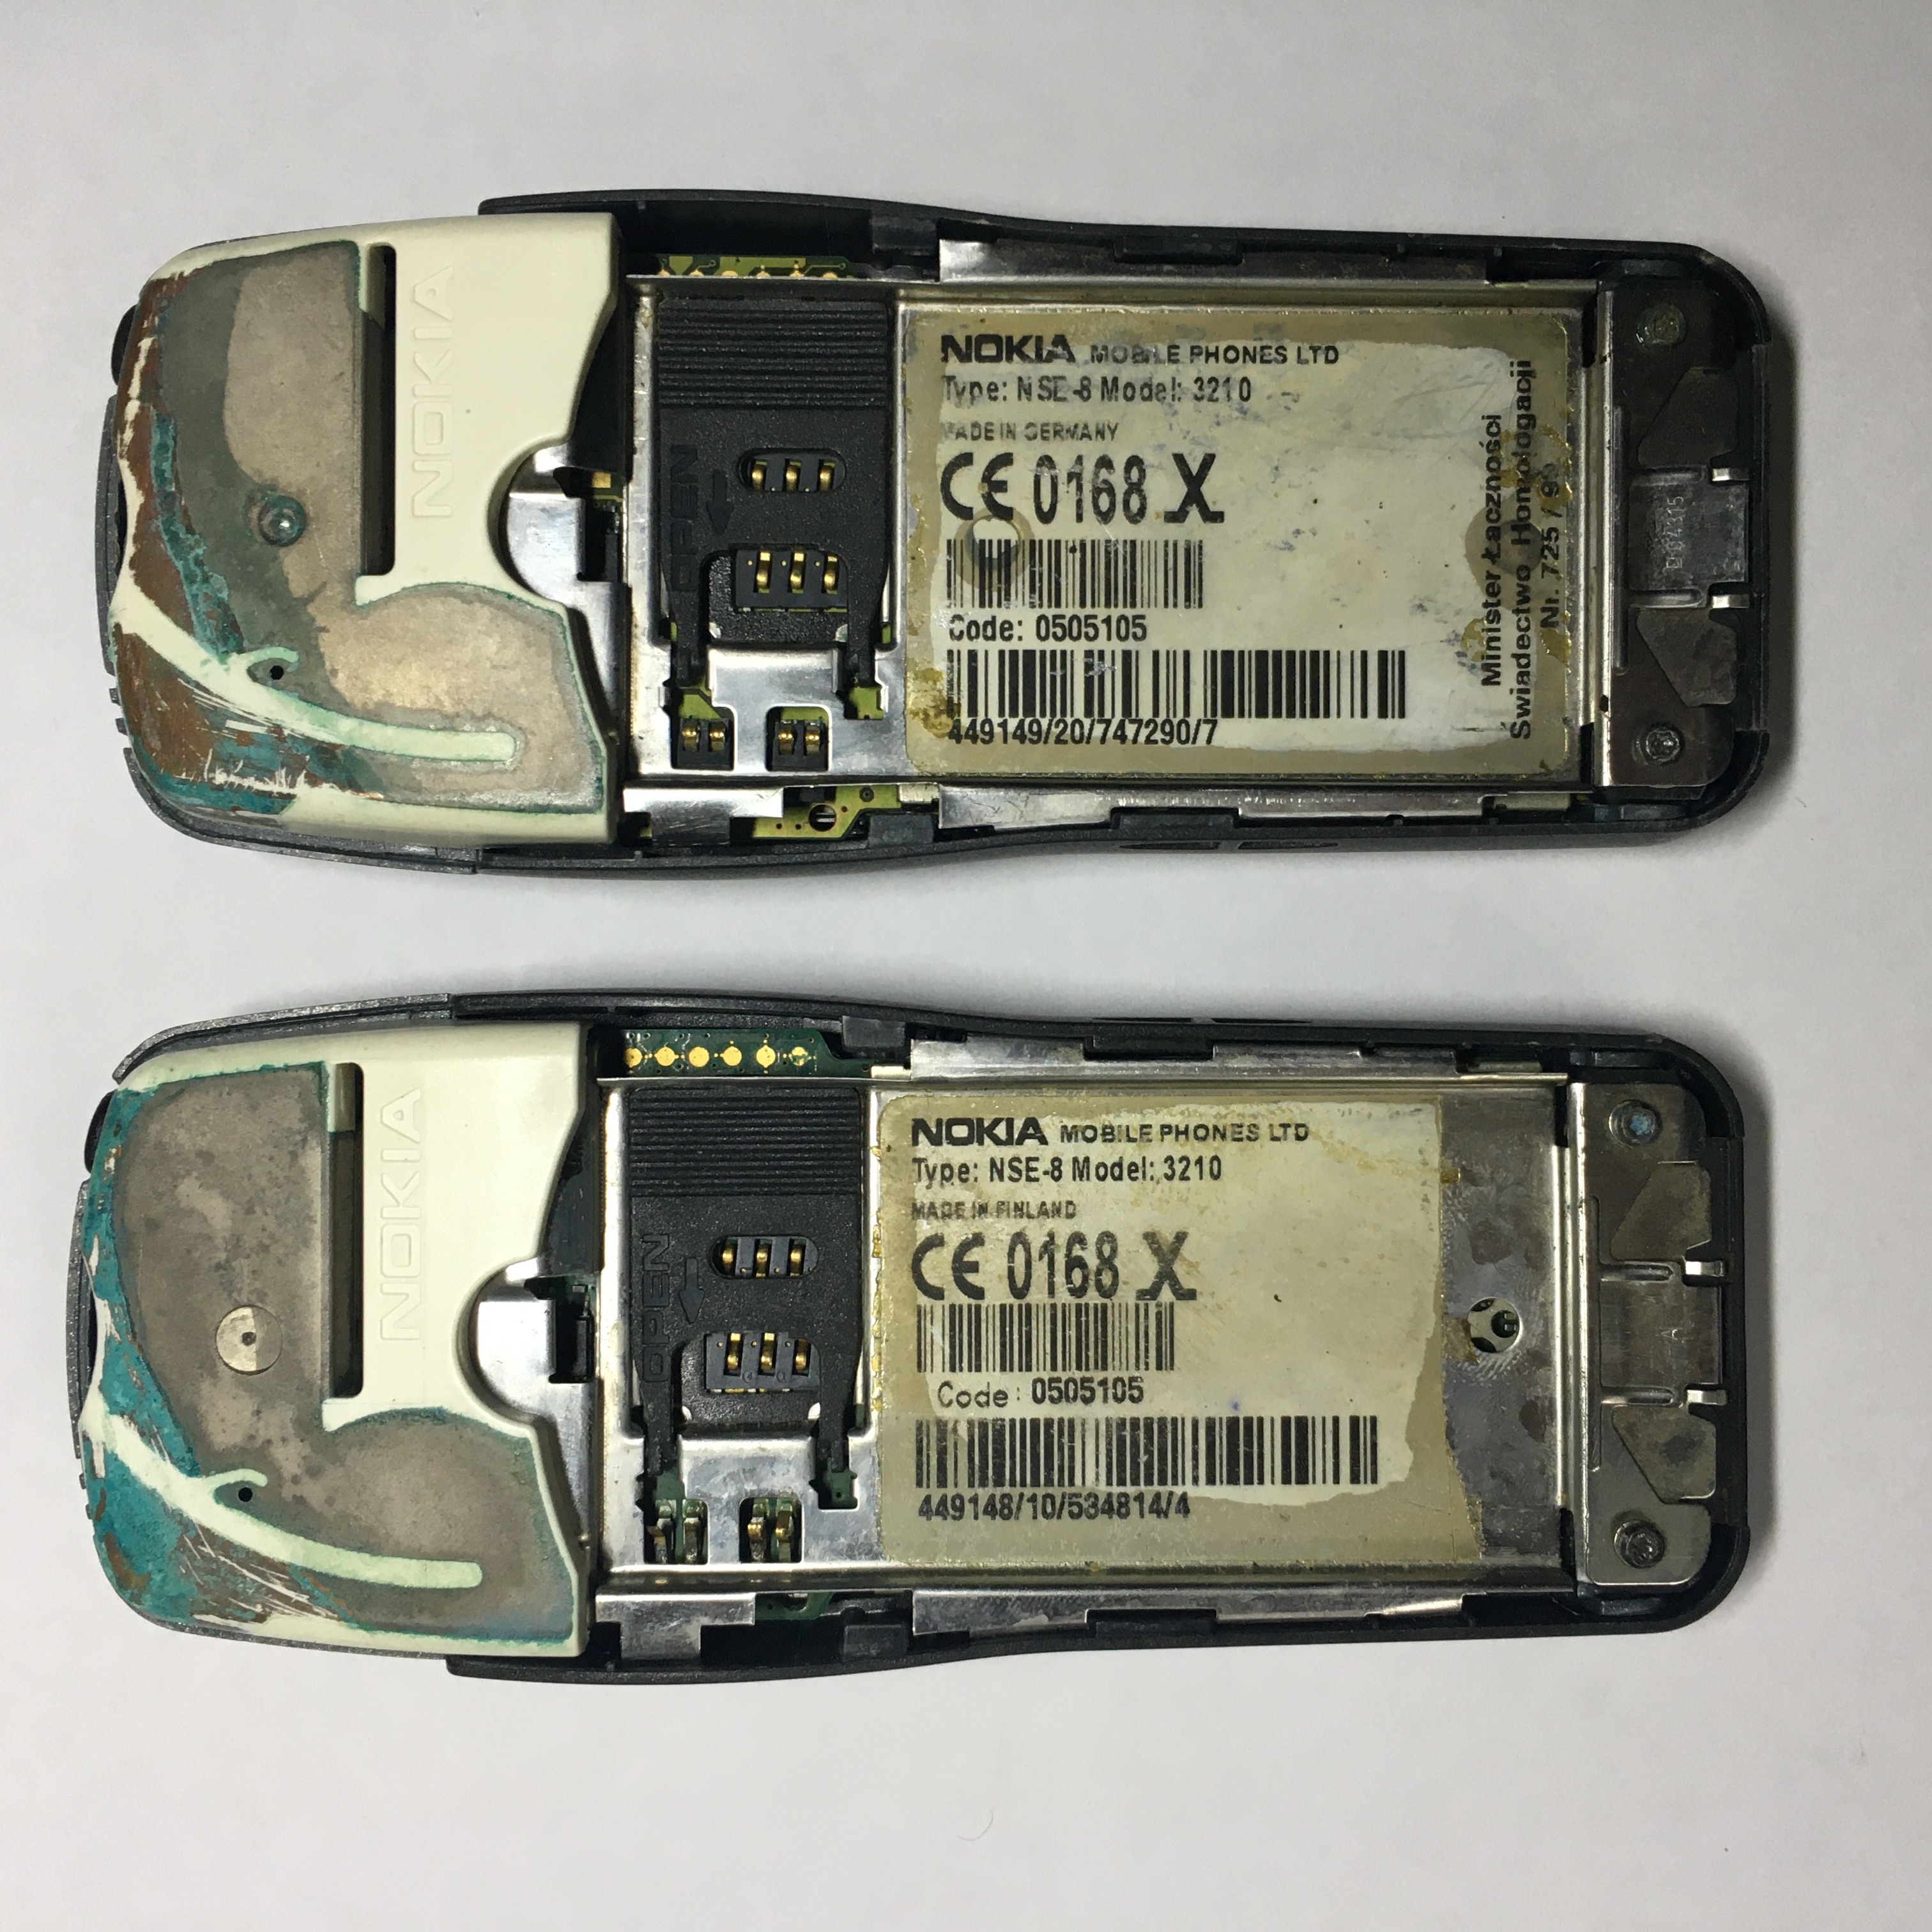 NOKIA
OPEN
NOKIA MOBILE PHONES LTD
Type: NSE-8 Model: 3210
MADE IN FINLAND
CE 0168 X
Code: 0505105
449148/10/534814/4
A
NOKIA
OPEN
NOKIA MOBILE PHONES LTD
Type: NSE-8 Model: 3210
MADE IN GERMANY
CE 0168 X
Code: 0505105
449149/20/747290/7
Minister Łaczności
Świadectwo Homologacji
Nr. 725 / 99